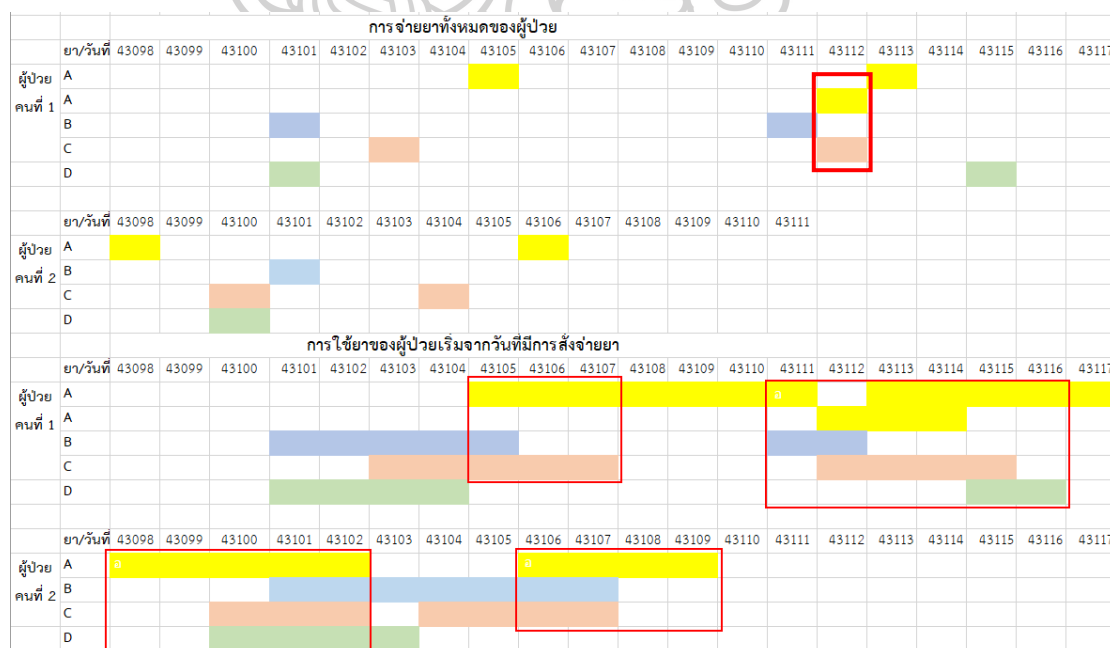 การจ่ายยาทั้งหมดของผู้ป่วย
ยา/วันที่ 43098 43099 43100 43101 43102 43103 43104 43105 43106 43107 43108 43109 43110 43111 43112 43113 43114 43115 43116 43117
ผู้ป่วย A
คนที่ 1 A
B
C
D
ยา/วันที่ 43098 43099 43100 43101 43102 43103 43104 43105 43106 43107 43108 43109 43110 43111
ผู้ป่วย A
คนที่ 2 B
C
D
การใช้ยาของผู้ป่วยเริ่มจากวันที่มีการสั่งจ่ายยา
ยา/วันที่ 43098 43099 43100 43101 43102 43103 43104 43105 43106 43107 43108 43109 43110 43111 43112 43113 43114 43115 43116 43117
ผู้ป่วย A
คนที่ 1 A
B
C
D
ยา/วันที่ 43098 43099 43100 43101 43102 43103 43104 43105 43106 43107 43108 43109 43110 43111 43112 43113 43114 43115 43116 43117
ผู้ป่วย A
คนที่ 2 B
C
D